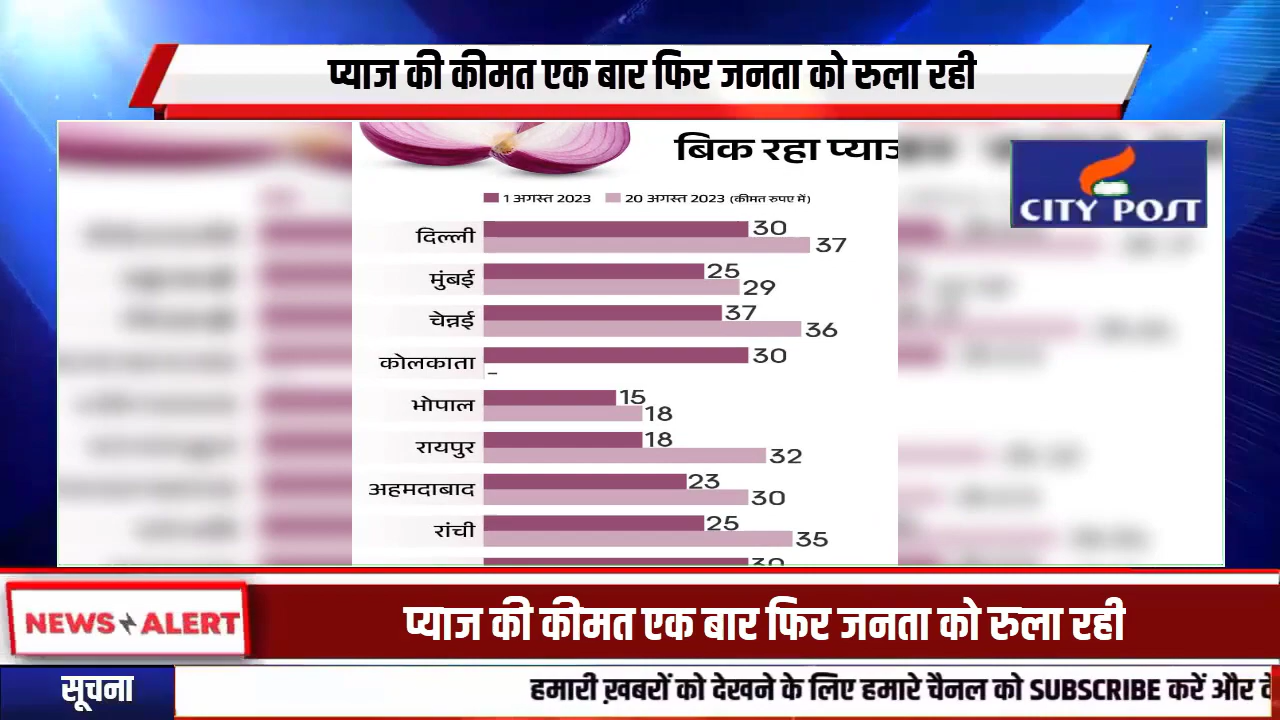 प्याज की कीमत एक बार फिर जनता को रुला रही
बिक रहा प्याज
CITY POST
1 अगस्त 2023 20 अगस्त 2023 (कीमत रुपए में)
दिल्ली 30
37
मुंबई 25
29
चेन्नई 37
36
कोलकाता 30
–
भोपाल 15
18
रायपुर 18
32
अहमदाबाद 23
30
रांची 25
35
30
NEWS ALERT प्याज की कीमत एक बार फिर जनता को रुला रही
सूचना हमारी ख़बरों को देखने के लिए हमारे चैनल को SUBSCRIBE करें और